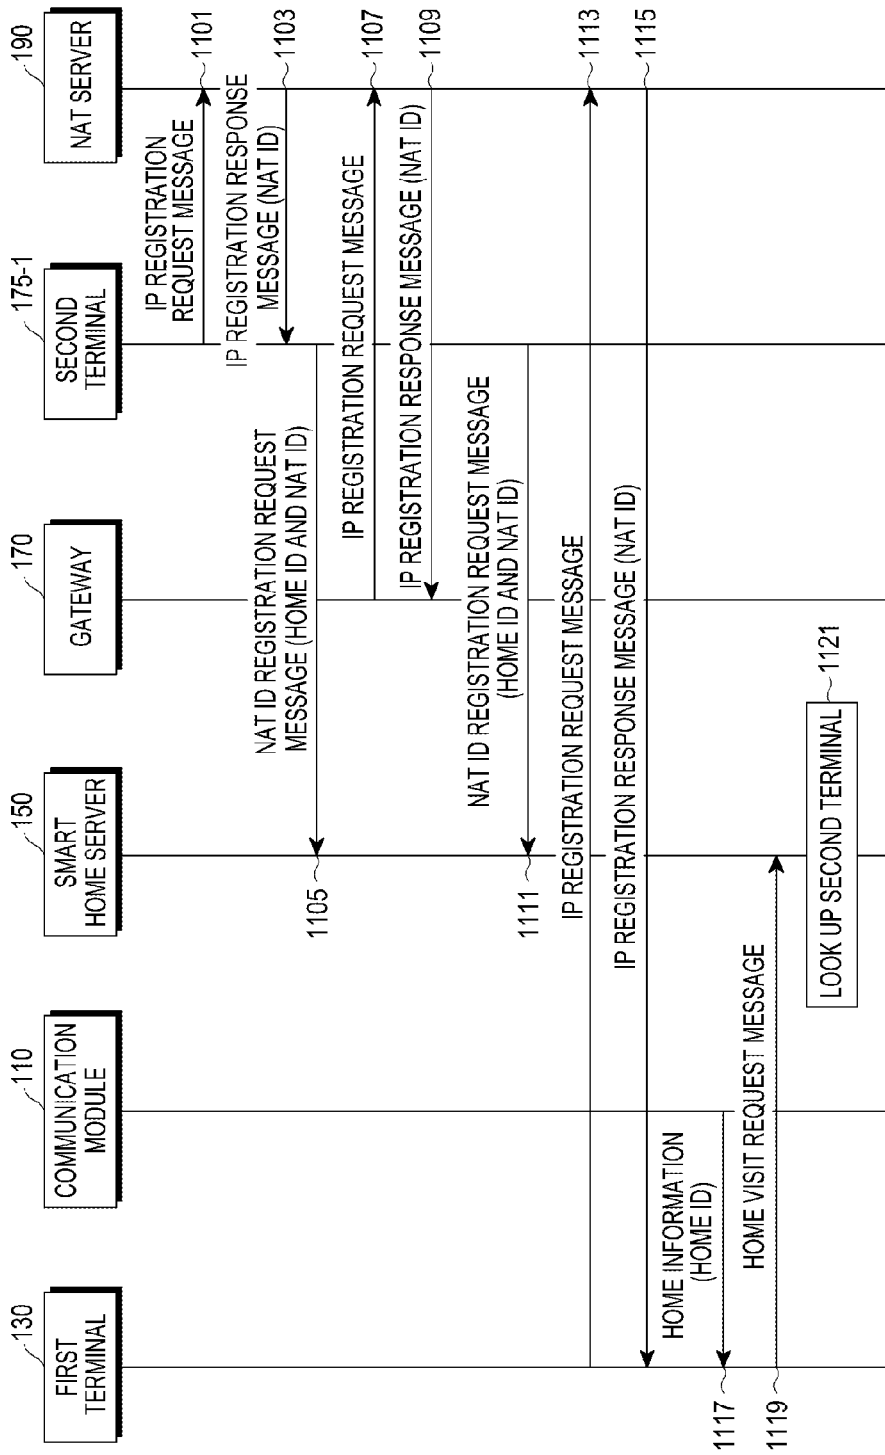 130
FIRST
TERMINAL
110
COMMUNICATION
MODULE
150
SMART
HOME SERVER
170
GATEWAY
175-1
SECOND
TERMINAL
190
NAT SERVER
IP REGISTRATION
REQUEST MESSAGE
1101
IP REGISTRATION RESPONSE
MESSAGE (NAT ID)
1103
NAT ID REGISTRATION REQUEST
MESSAGE (HOME ID AND NAT ID)
1105
IP REGISTRATION REQUEST MESSAGE
1107
IP REGISTRATION RESPONSE MESSAGE (NAT ID)
1109
NAT ID REGISTRATION REQUEST MESSAGE
(HOME ID AND NAT ID)
1111
IP REGISTRATION REQUEST MESSAGE
1113
IP REGISTRATION RESPONSE MESSAGE (NAT ID)
1115
HOME INFORMATION
(HOME ID)
1117
HOME VISIT REQUEST MESSAGE
1119
LOOK UP SECOND TERMINAL
1121